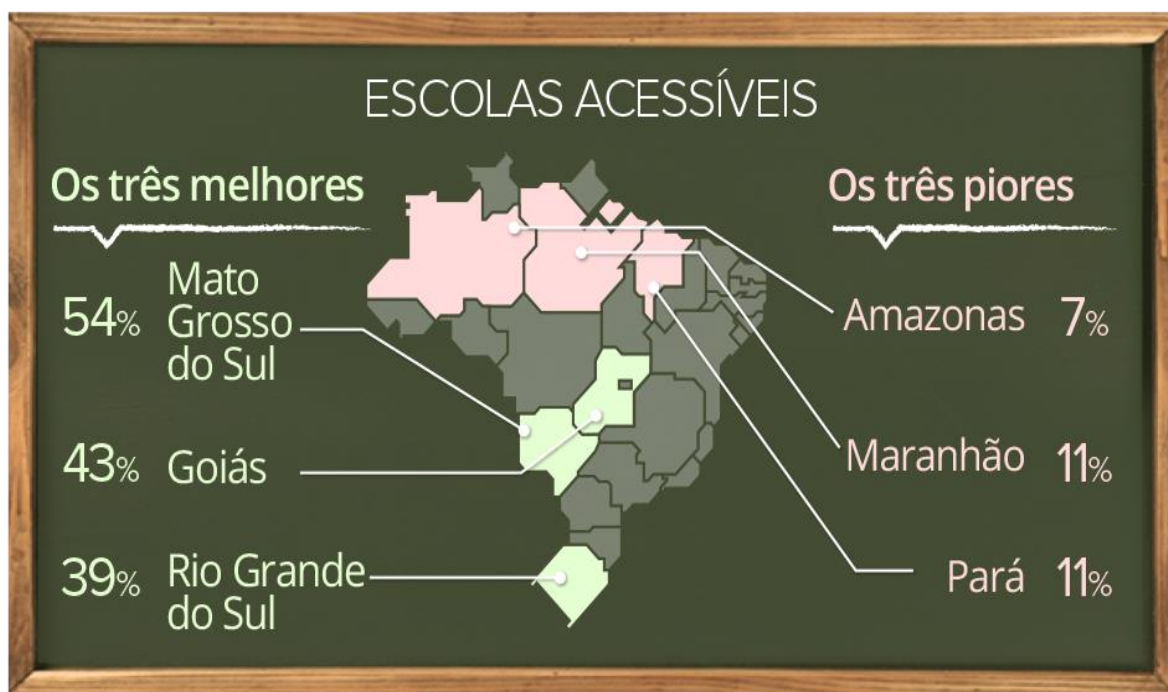 ESCOLAS ACESSÍVEIS
Os três melhores
54% Mato
Grosso
do Sul
43% Goiás
39% Rio Grande
do Sul
Os três piores
Amazonas 7%
Maranhão 11%
Pará 11%